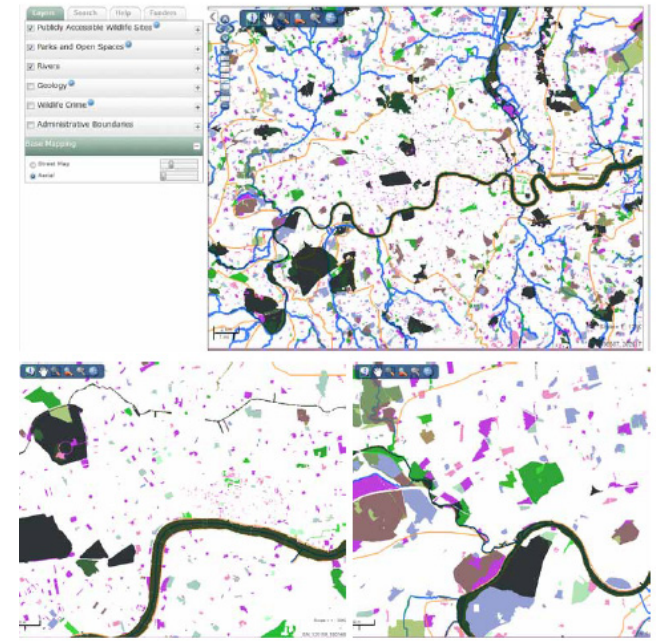 Layers Search Help Feeders
Publicly Accessible Wildlife Sites
Parks and Open Spaces
Rivers
Geology
Wildlife Crime
Administrative Boundaries
Base Mapping
Street Map
Aerial